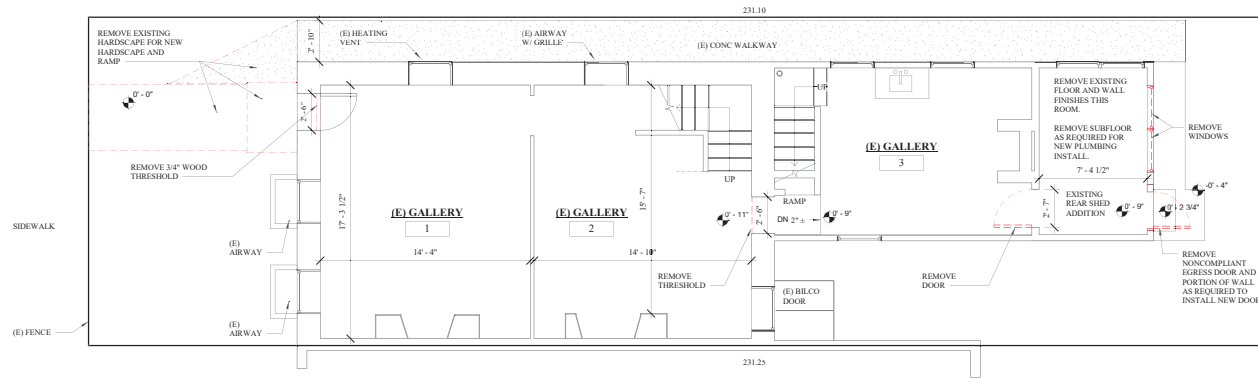 231.10
REMOVE EXISTING
HARDSCAPE FOR NEW
HARDSCAPE AND
RAMP
2' - 10"
(E) HEATING
VENT
(E) AIRWAY
W/ GRILLE
(E) CONC WALKWAY
0' - 0"
2' - 6"
REMOVE 3/4" WOOD
THRESHOLD
UP
UP
REMOVE EXISTING
FLOOR AND WALL
FINISHES THIS
ROOM.
REMOVE SUBFLOOR
AS REQUIRED FOR
NEW PLUMBING
INSTALL.
REMOVE
WINDOWS
(E) GALLERY
3
7' - 4 1/2"
-0' - 4"
SIDEWALK
17' - 3 1/2"
(E) GALLERY
1
(E) GALLERY
2
15' - 7"
0' - 11"
2' - 6"
RAMP
DN 2" ±
0' - 9"
EXISTING
REAR SHED
ADDITION
2' - 7"
0' - 9"
0' - 2 3/4"
(E)
AIRWAY
14' - 4"
14' - 10"
REMOVE
THRESHOLD
(E) BILCO
DOOR
REMOVE
DOOR
REMOVE
NONCOMPLIANT
EGRESS DOOR AND
PORTION OF WALL
AS REQUIRED TO
INSTALL NEW DOOR
(E) FENCE
(E)
AIRWAY
231.25